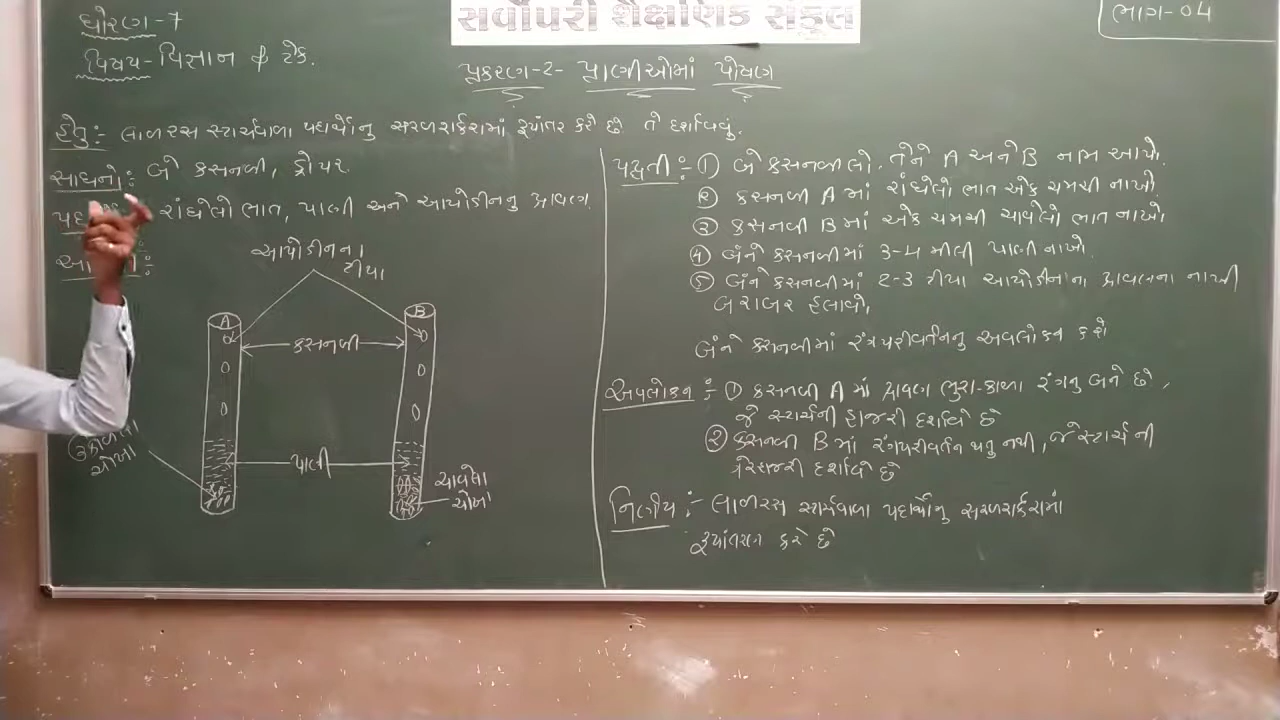 ધોરણ-7
સર્વોપરી શૈક્ષણિક સંકુલ
ભાગ-04
વિષય-વિજ્ઞાન & ટેક.
પ્રકરણ-2- પ્રાણીઓમાં પોષણ
હેતુ:- લાળરસ સ્ટાર્ચવાળા પદાર્થોનુ સરળશર્કરામાં રૂપાંતર કરે છે તે દર્શાવવું.
સાધનો:- બે કસનળી, ડ્રોપર
રાંધેલો ભાત, પાણી અને આયોડીનનુ દ્રાવણ
આયોડીનના
ટીપા
A
B
કસનળી
પાણી
ચોખા
ચાવેલા
ચોખા
પદ્ધતી:- ① બે કસનળી લો. તેને A અને B નામ આપો.
② કસનળી A માં રાંધેલો ભાત એક ચમચી નાખો
③ કસનળી B માં એક ચમચી ચાવેલો ભાત નાખો
④ બંને કસનળીમાં 3-4 મીલી પાણી નાખો
⑤ બંને કસનળીમાં 2-3 ટીપા આયોડીનના દ્રાવણના નાખી
બરાબર હલાવો,
બંને કસનળીમાં રંગપરીવર્તનનુ અવલોકન કરો
અવલોકન:- ① કસનળી A માં દ્રાવણ ભુરા-કાળા રંગનુ બને છે,
જે સ્ટાર્ચની હાજરી દર્શાવે છે
② કસનળી B માં રંગપરીવર્તન થતુ નથી, જે સ્ટાર્ચ ની
ગેરહાજરી દર્શાવે છે
નિર્ણય:- લાળરસ સ્ટાર્ચવાળા પદાર્થોનુ સરળશર્કરામાં
રૂપાંતરણ કરે છે